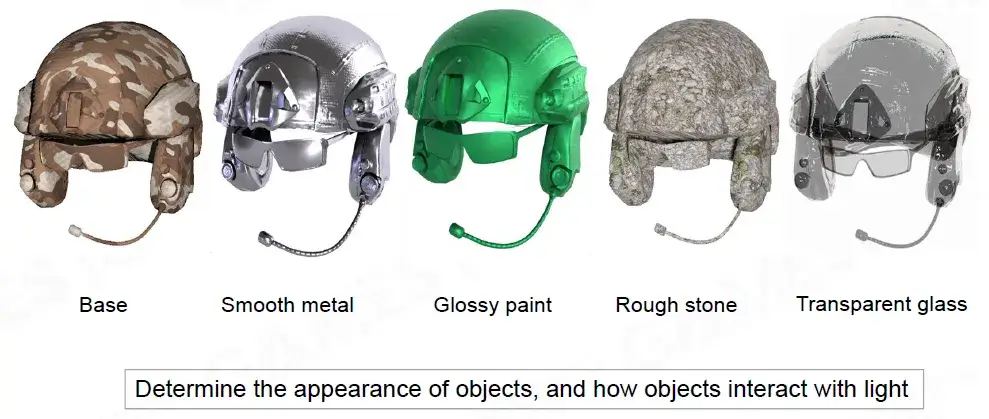 Base
Smooth metal
Glossy paint
Rough stone
Transparent glass
Determine the appearance of objects, and how objects interact with light